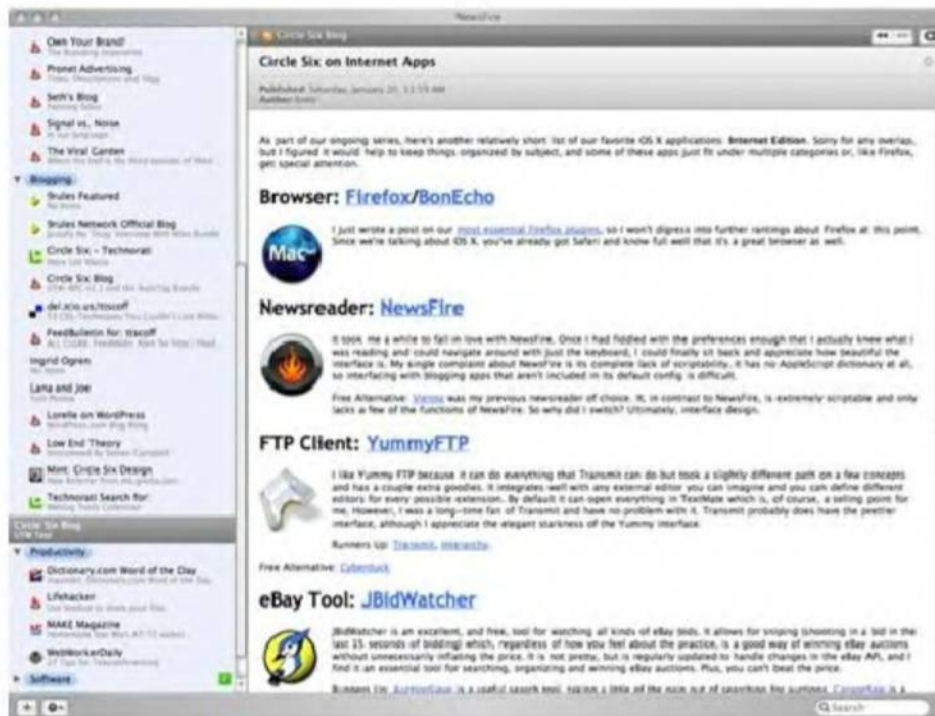 NewsFire
Own Your Brand!
The Branding Imperative
Pronet Advertising
Seth's Blog
Signal vs. Noise
The Viral Garden
Blogging
9rules Featured
No Items
9rules Network Official Blog
Circle Six: - Technorati
Circle Six: Blog
del.icio.us/ttscoff
FeedBulletin for: ttscoff
Ingrid Ogren
No Items
Lama and Joe!
Lorelle on WordPress
WordPress.com Blog Bling
Low End Theory
Mint: Circle Six Design
Technorati Search for:
Circle Six Blog
Productivity
Dictionary.com Word of the Day
Lifehacker
MAKE Magazine
WebWorkerDaily
Software
Circle Six Blog
Circle Six: on Internet Apps
Published: Saturday, January 20,
Author:
As part of our ongoing series, here's another relatively short list of our favorite OS X applications: Internet Edition. Sorry for any overlap,
but I figured it would help to keep things organized by subject, and some of these apps just fit under multiple categories or, like Firefox,
get special attention.
Browser: Firefox/BonEcho
I just wrote a post on our most essential Firefox plugins, so I won't digress into further rantings about Firefox at this point.
Since we're talking about OS X, you've already got Safari and know full well that it's a great browser as well.
Mac
Newsreader: NewsFire
It took me a while to fall in love with NewsFire. Once I had fiddled with the preferences enough that I actually knew what I
was reading and could navigate around with just the keyboard, I could finally sit back and appreciate how beautiful the
interface is. My single complaint about NewsFire is its complete lack of scriptability. It has no AppleScript dictionary at all,
so interfacing with blogging apps that aren't included in its default config is difficult.
Free Alternative: Vienna was my previous newsreader of choice. It, in contrast to NewsFire, is extremely scriptable and only
lacks a few of the functions of NewsFire. So why did I switch? Ultimately, interface design.
FTP Client: YummyFTP
I like Yummy FTP because it can do everything that Transmit can do but took a slightly different path on a few concepts
and has a couple extra goodies. It integrates well with any external editor you can imagine and you can define different
editors for every possible extension. By default it can open everything in TextMate which is, of course, a selling point for
me. However, I was a long-time fan of Transmit and have no problem with it. Transmit probably does have the prettier
interface, although I appreciate the elegant starkness of the Yummy interface.
Runners Up: Transmit, Interarchy.
Free Alternative: Cyberduck
eBay Tool: JBidWatcher
JBidWatcher is an excellent, and free, tool for watching all kinds of eBay bids. It allows for sniping (shooting in a bid in the
last 15 seconds of bidding) which, regardless of how you feel about the practice, is a good way of winning eBay auctions
without unnecessarily inflating the price. It is not pretty, but is regularly updated to handle changes in the eBay API, and I
find it an essential tool for searching, organizing and winning eBay auctions. Plus, you can't beat the price.
Search